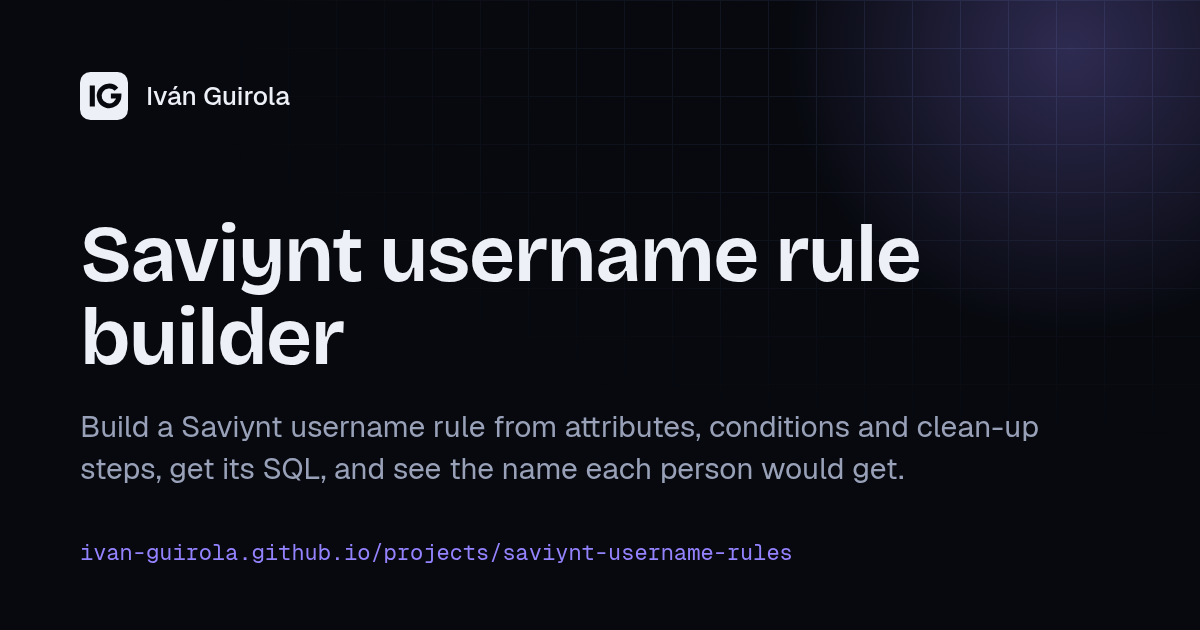 IG Iván Guirola
Saviynt username rule
builder
Build a Saviynt username rule from attributes, conditions and clean-up
steps, get its SQL, and see the name each person would get.
ivan-guirola.github.io/projects/saviynt-username-rules